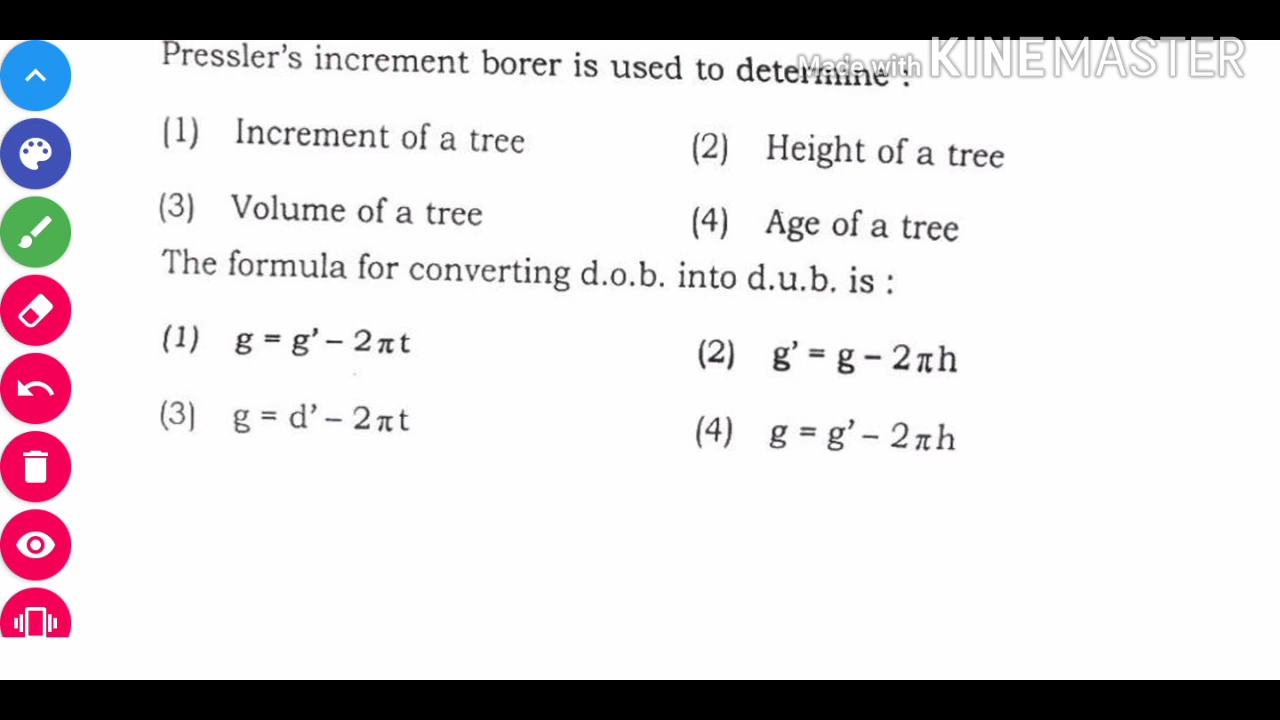 Made with KINEMASTER
Pressler's increment borer is used to determine :
(1) Increment of a tree (2) Height of a tree
(3) Volume of a tree (4) Age of a tree
The formula for converting d.o.b. into d.u.b. is :
(1) g = g' – 2πt (2) g' = g – 2πh
(3) g = d' – 2πt (4) g = g' – 2πh